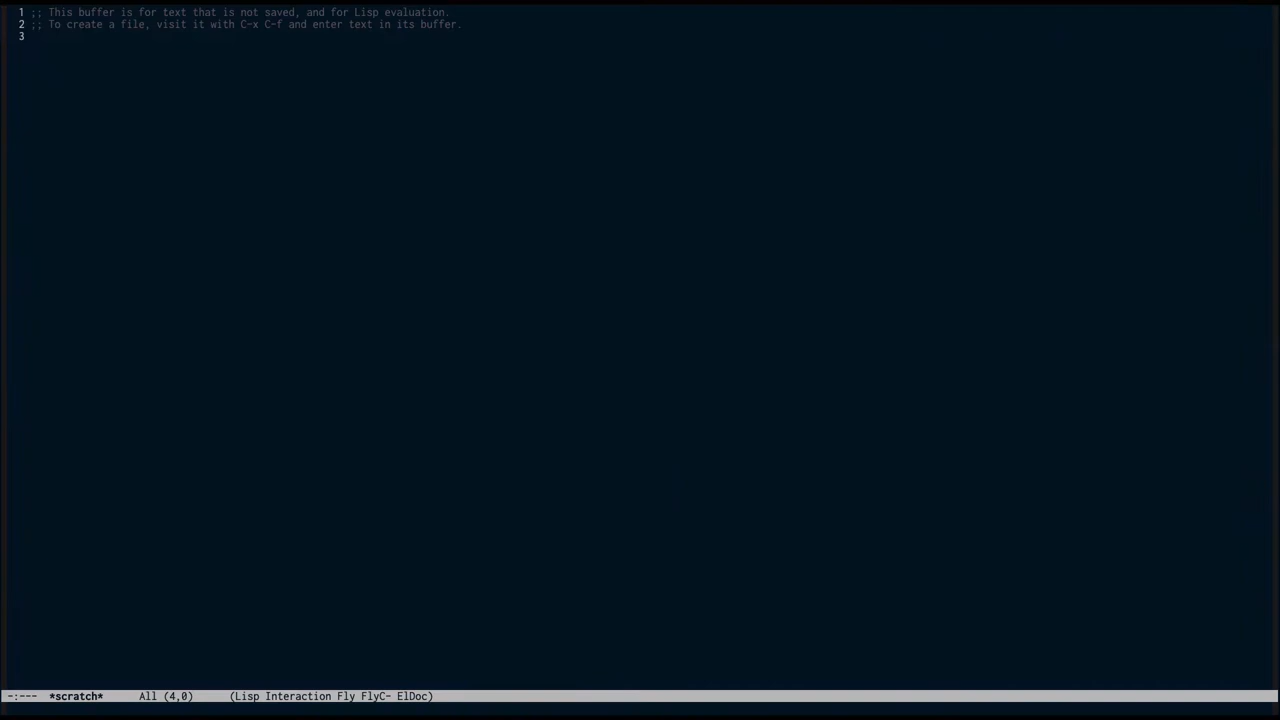 1 ;; This buffer is for text that is not saved, and for Lisp evaluation.
2 ;; To create a file, visit it with C-x C-f and enter text in its buffer.
3
-:--- *scratch* All (4,0) (Lisp Interaction Fly FlyC- ElDoc)